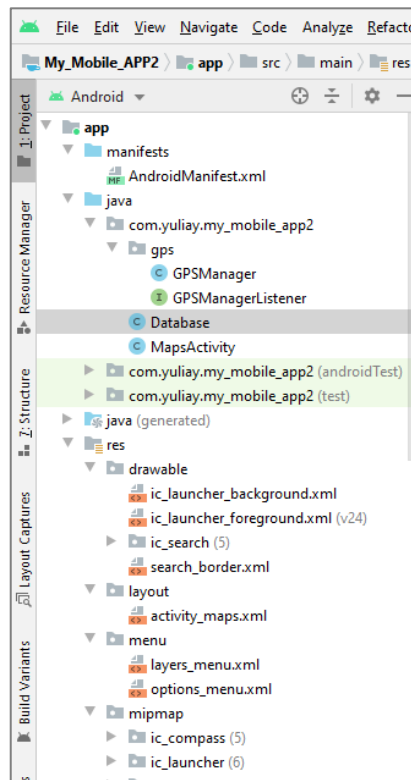 File Edit View Navigate Code Analyze Refacto
My_Mobile_APP2 app src main res
Android
1: Project
Resource Manager
7: Structure
Layout Captures
Build Variants
app
manifests
MF AndroidManifest.xml
java
com.yuliay.my_mobile_app2
gps
C GPSManager
I GPSManagerListener
C Database
C MapsActivity
com.yuliay.my_mobile_app2 (androidTest)
com.yuliay.my_mobile_app2 (test)
java (generated)
res
drawable
ic_launcher_background.xml
ic_launcher_foreground.xml (v24)
ic_search (5)
search_border.xml
layout
activity_maps.xml
menu
layers_menu.xml
options_menu.xml
mipmap
ic_compass (5)
ic_launcher (6)